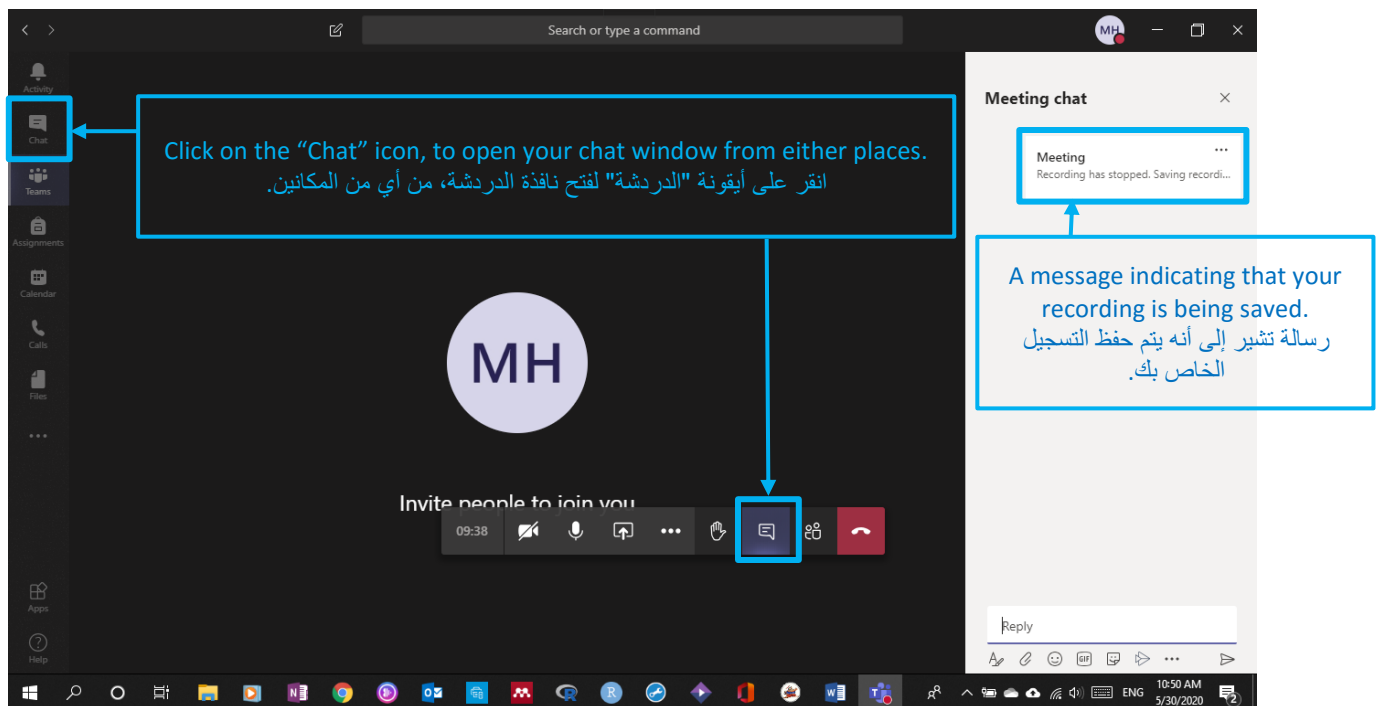 Search or type a command
MH
Activity
Chat
Teams
Assignments
Calendar
Calls
Files
Apps
Help
Click on the “Chat” icon, to open your chat window from either places.
انقر على أيقونة "الدردشة" لفتح نافذة الدردشة، من أي من المكانين.
MH
Invite people to join you
09:38
Meeting chat
Meeting
Recording has stopped. Saving recordi...
A message indicating that your
recording is being saved.
رسالة تشير إلى أنه يتم حفظ التسجيل
الخاص بك.
Reply
GIF
ENG
10:50 AM
5/30/2020
2